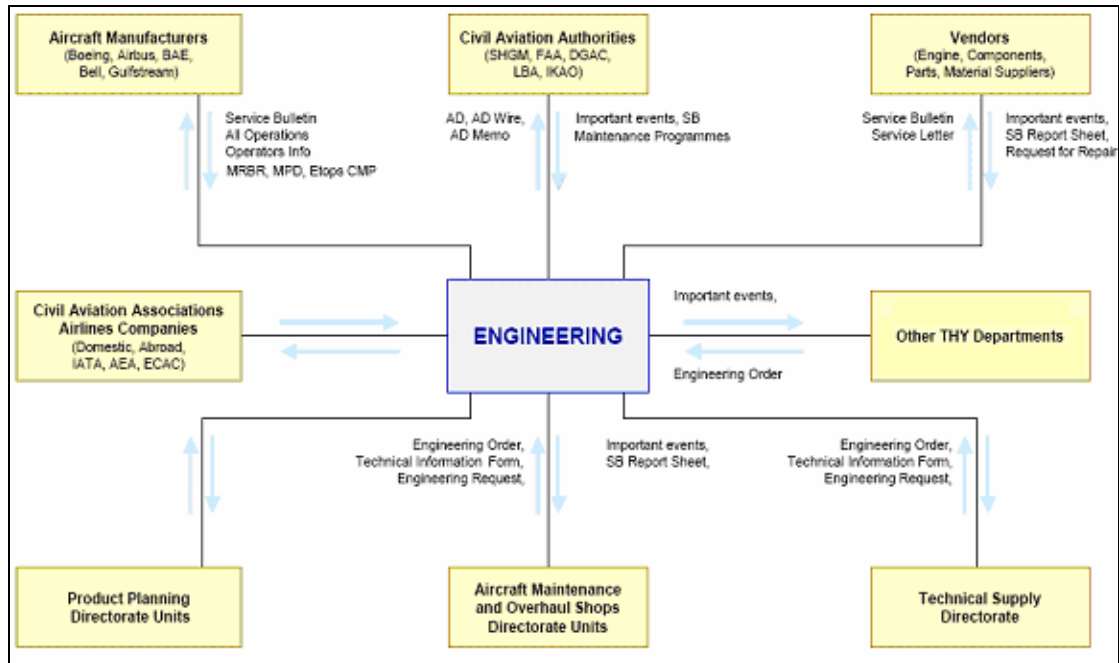 Aircraft Manufacturers
(Boeing, Airbus, BAE,
Bell, Gulfstream)
Civil Aviation Authorities
(SHGM, FAA, DGAC,
LBA, IKAO)
Vendors
(Engine, Components,
Parts, Material Suppliers)
Service Bulletin
All Operations
Operators Info
MRBR, MPD, Etops CMP
AD, AD Wire,
AD Memo
Important events, SB
Maintenance Programmes
Service Bulletin
Service Letter
Important events,
SB Report Sheet,
Request for Repair
Civil Aviation Associations
Airlines Companies
(Domestic, Abroad,
IATA, AEA, ECAC)
ENGINEERING
Important events,
Engineering Order
Other THY Departments
Engineering Order,
Technical Information Form,
Engineering Request,
Important events,
SB Report Sheet,
Engineering Order,
Technical Information Form,
Engineering Request,
Product Planning
Directorate Units
Aircraft Maintenance
and Overhaul Shops
Directorate Units
Technical Supply
Directorate